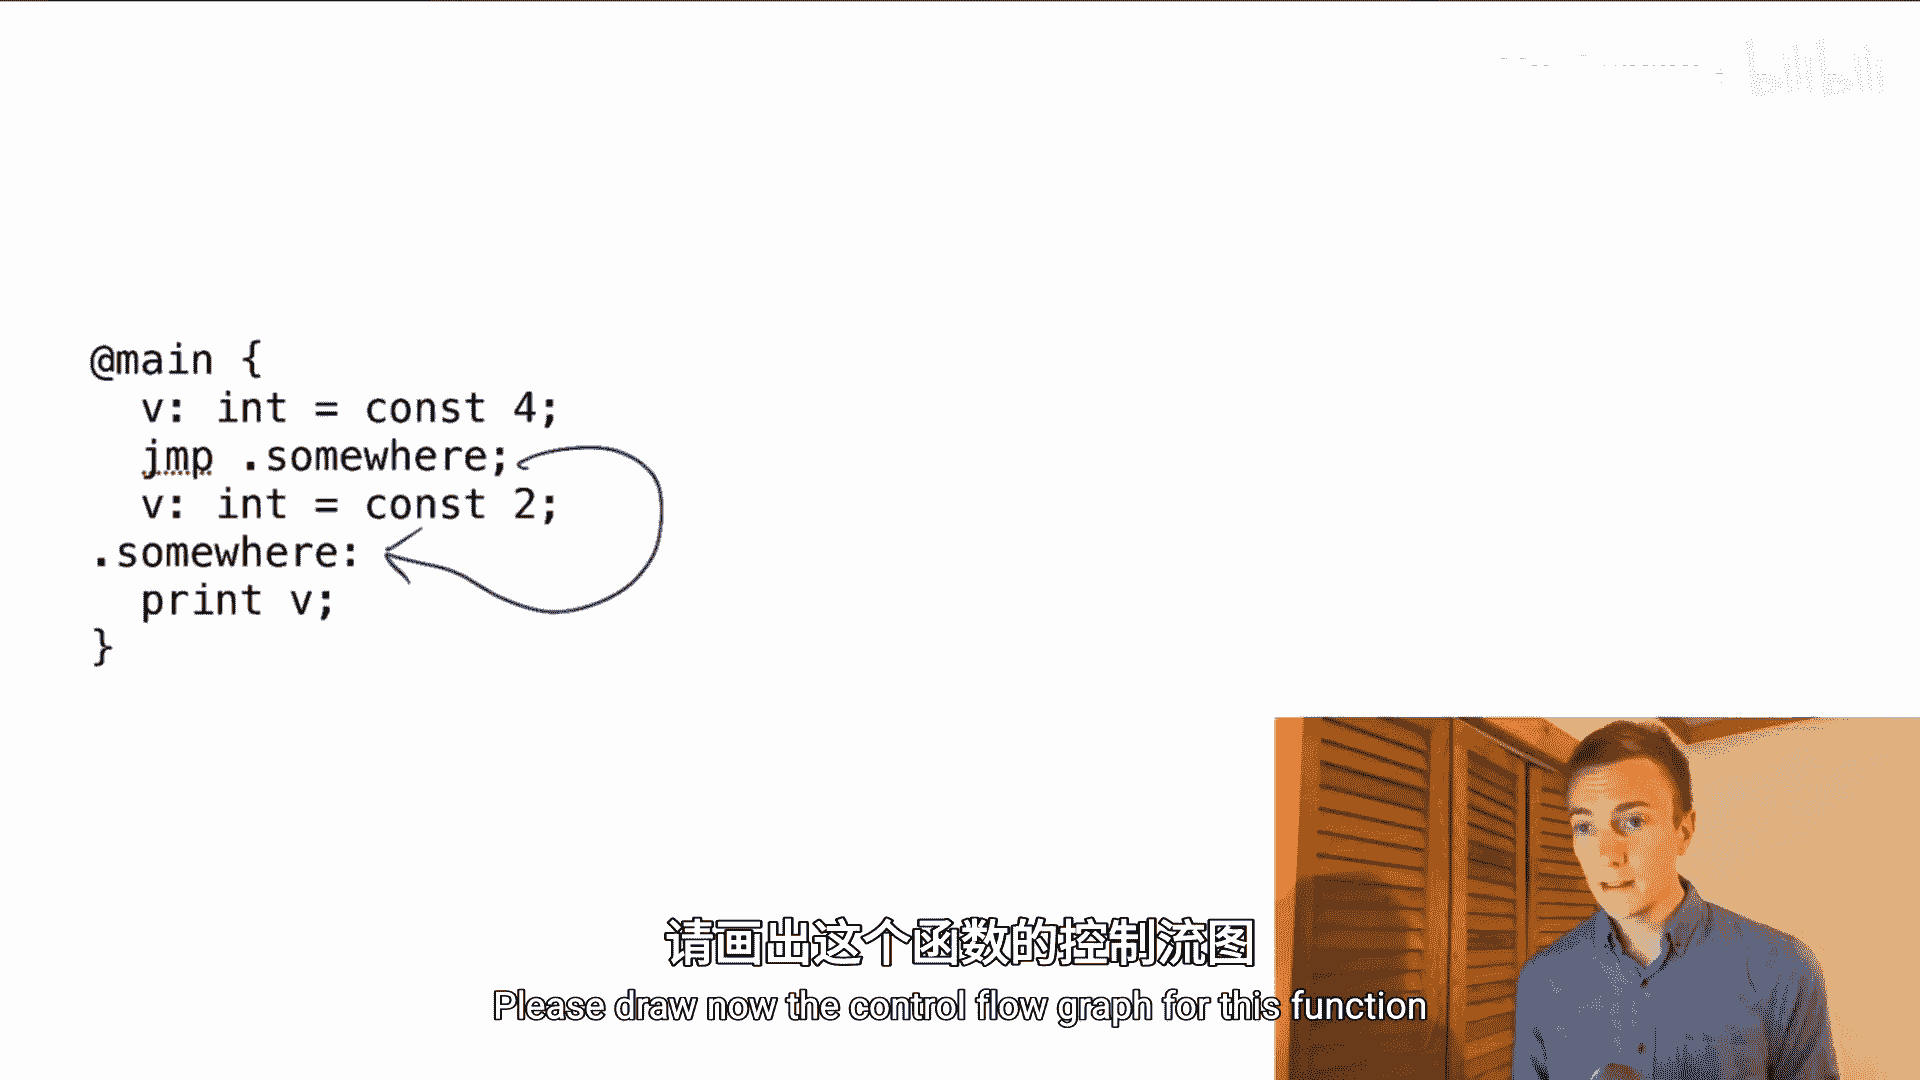 bilibili
@main {
v: int = const 4;
jmp .somewhere;
v: int = const 2;
.somewhere:
print v;
}
请画出这个函数的控制流图
Please draw now the control flow graph for this function